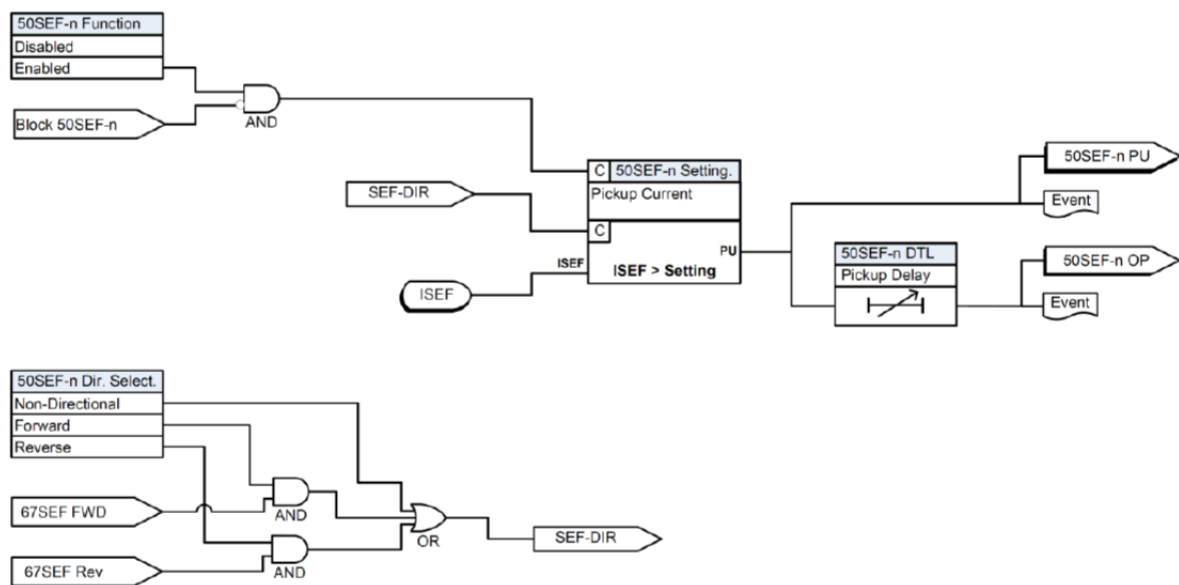 50SEF-n Function
Disabled
Enabled
Block 50SEF-n
AND
C 50SEF-n Setting.
Pickup Current
SEF-DIR
C
PU
ISEF
ISEF > Setting
ISEF
50SEF-n PU
Event
50SEF-n DTL
Pickup Delay
50SEF-n OP
Event
50SEF-n Dir. Select.
Non-Directional
Forward
Reverse
67SEF FWD
AND
OR
SEF-DIR
67SEF Rev
AND